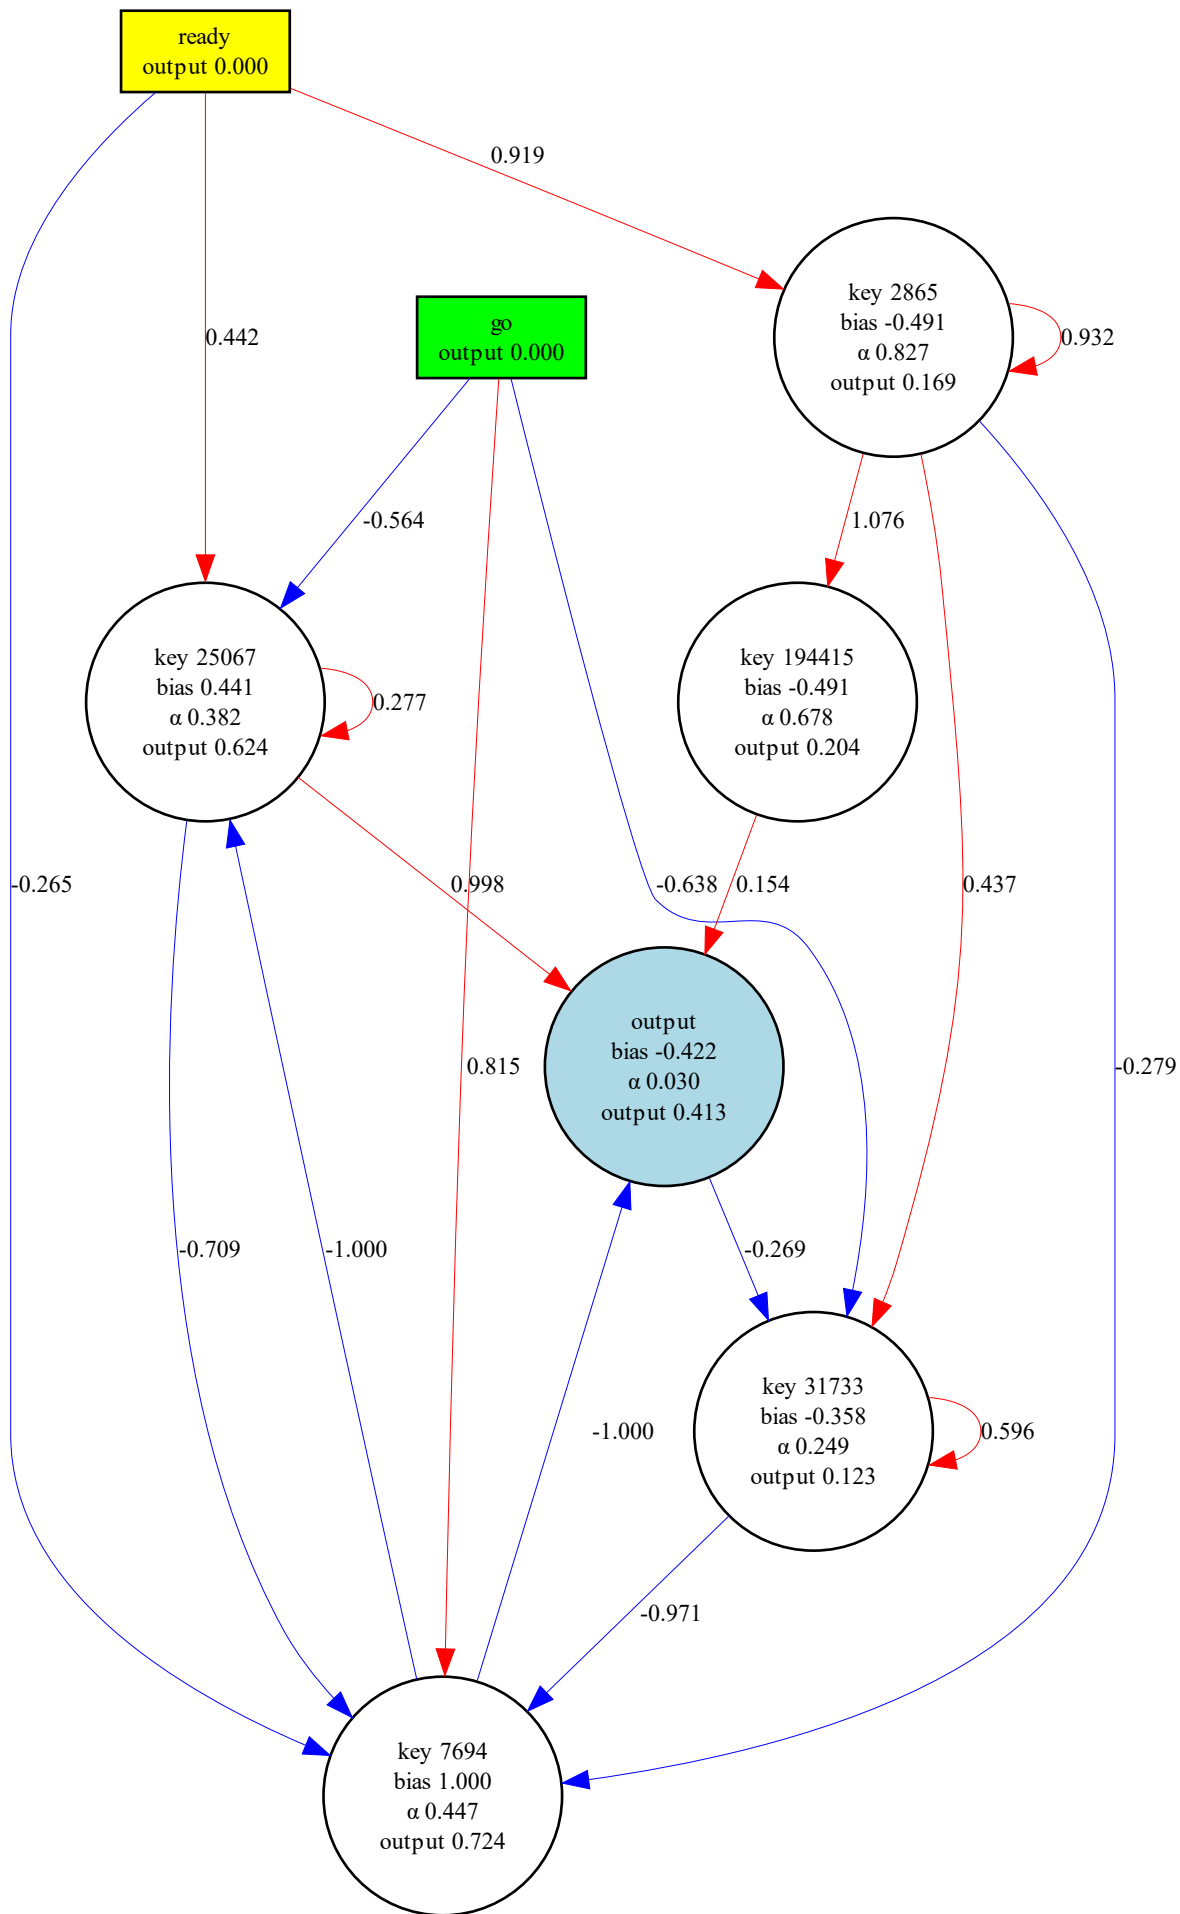 ready
output 0.000
0.919
key 2865
bias -0.491
α 0.827
output 0.169
0.932
go
output 0.000
0.442
-0.564
1.076
key 25067
bias 0.441
α 0.382
output 0.624
0.277
key 194415
bias -0.491
α 0.678
output 0.204
-0.265
0.998
-0.638
0.154
0.437
output
bias -0.422
α 0.030
output 0.413
0.815
-0.279
-0.709
-1.000
-0.269
key 31733
bias -0.358
α 0.249
output 0.123
0.596
-1.000
-0.971
key 7694
bias 1.000
α 0.447
output 0.724